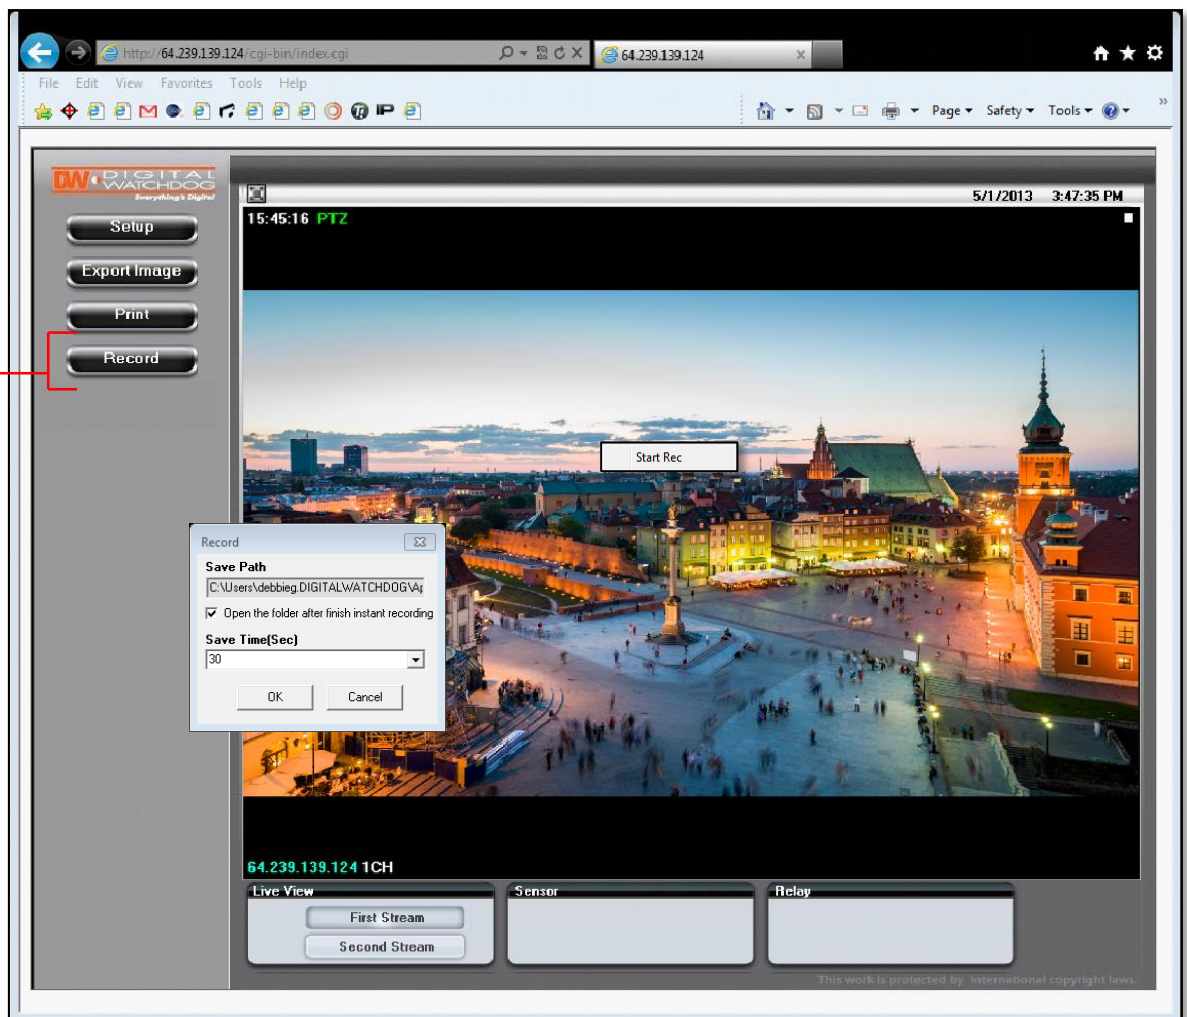 http://64.239.139.124/cgi-bin/index.cgi
64.239.139.124
File Edit View Favorites Tools Help
Page Safety Tools
DW DIGITAL
WATCHDOG
Everything's Digital
5/1/2013 3:47:35 PM
Setup
15:45:16 PTZ
Export Image
Print
Record
Start Rec
Record
Save Path
C:\Users\debbieg.DIGITALWATCHDOG\A
Open the folder after finish instant recording
Save Time(Sec)
30
OK Cancel
64.239.139.124 1CH
Live View Sensor Relay
First Stream
Second Stream
This work is protected by international copyright laws.